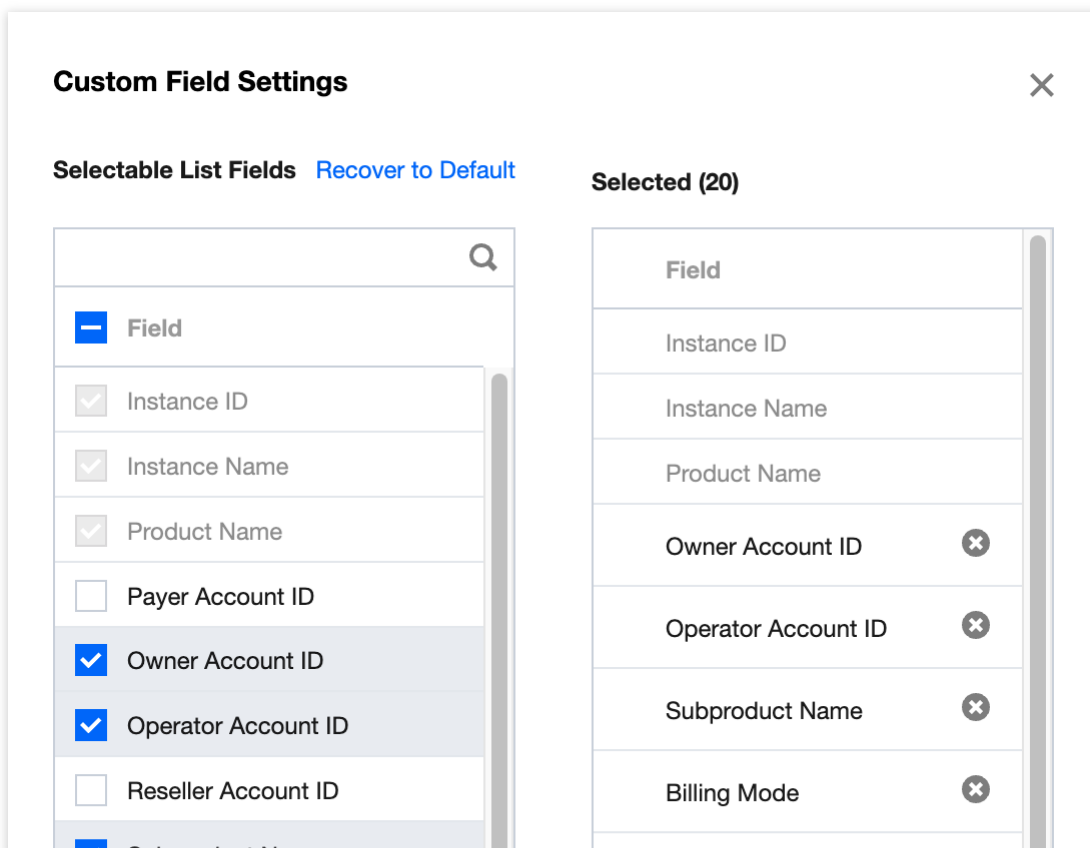 Custom Field Settings
Selectable List Fields Recover to Default
Field
Instance ID
Instance Name
Product Name
Payer Account ID
Owner Account ID
Operator Account ID
Reseller Account ID
Selected (20)
Field
Instance ID
Instance Name
Product Name
Owner Account ID
Operator Account ID
Subproduct Name
Billing Mode